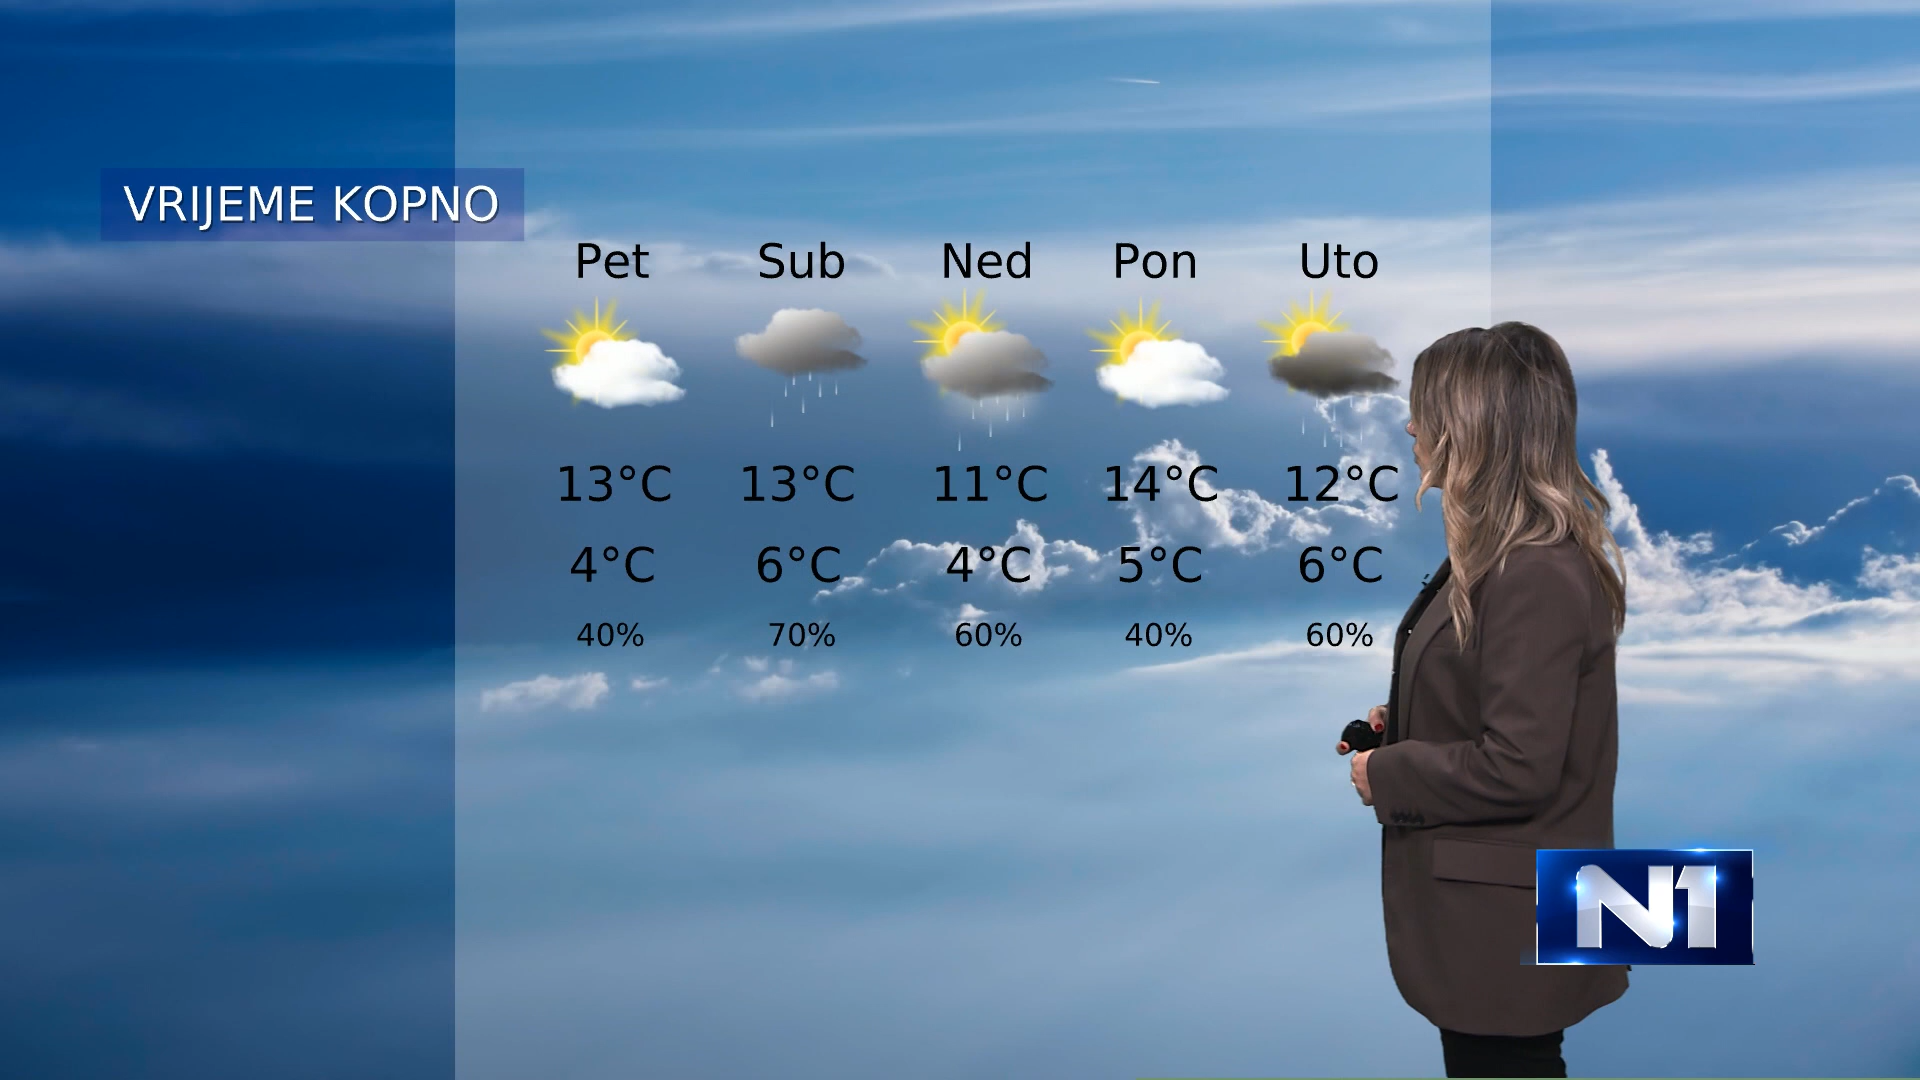 VRIJEME KOPNO
Pet Sub Ned Pon Uto
13°C 13°C 11°C 14°C 12°C
4°C 6°C 4°C 5°C 6°C
40% 70% 60% 40% 60%
N1